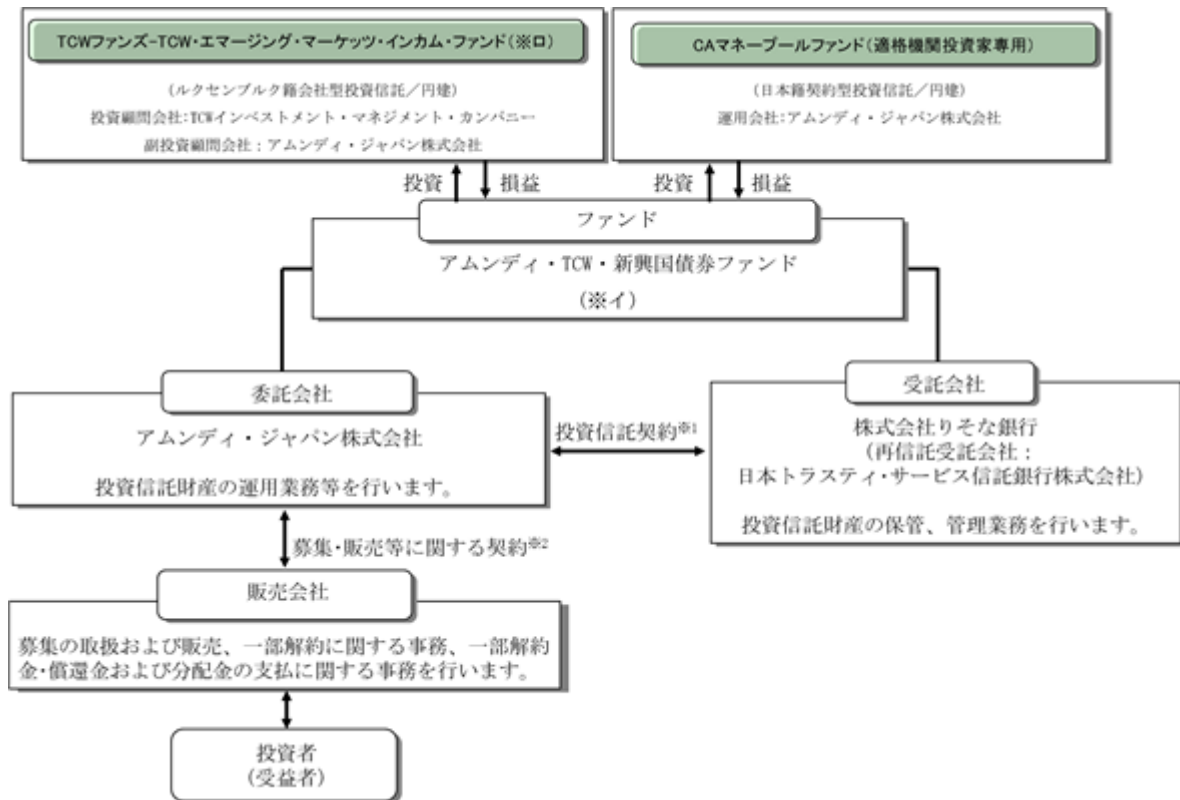 TCWファンズ-TCW・エマージング・マーケッツ・インカム・ファンド(※ロ)
(ルクセンブルク籍会社型投資信託／円建)
投資顧問会社:TCWインベストメント・マネジメント・カンパニー
副投資顧問会社：アムンディ・ジャパン株式会社
CAマネープールファンド(適格機関投資家専用)
(日本籍契約型投資信託／円建)
運用会社:アムンディ・ジャパン株式会社
投資
損益
投資
損益
ファンド
アムンディ・TCW・新興国債券ファンド
(※イ)
委託会社
アムンディ・ジャパン株式会社
投資信託財産の運用業務等を行います。
投資信託契約※1
受託会社
株式会社りそな銀行
(再信託受託会社：
日本トラスティ・サービス信託銀行株式会社)
投資信託財産の保管、管理業務を行います。
募集・販売等に関する契約※2
販売会社
募集の取扱および販売、一部解約に関する事務、一部解約
金・償還金および分配金の支払に関する事務を行います。
投資者
(受益者)